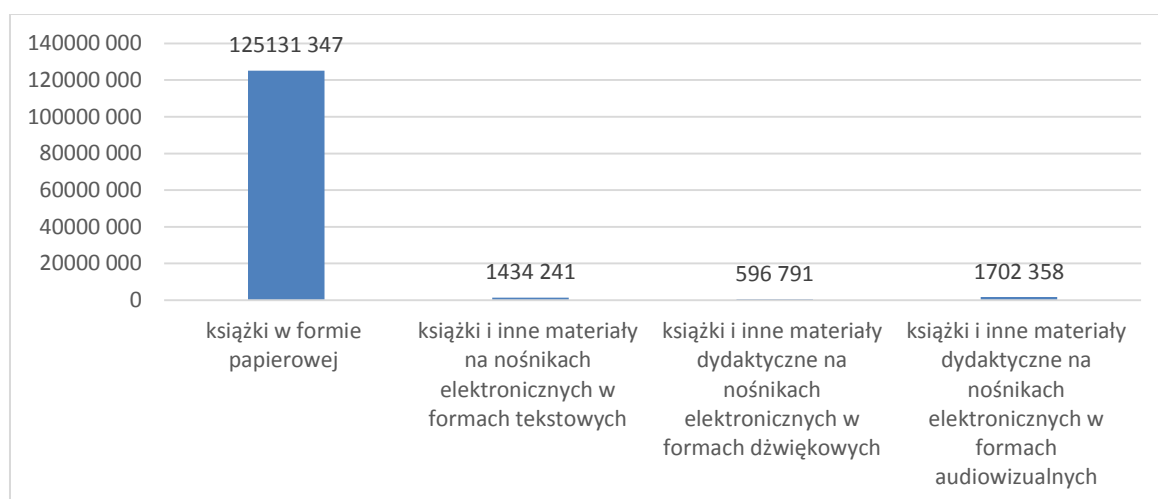 140000 000
120000 000
100000 000
80000 000
60000 000
40000 000
20000 000
0
125131 347
1434 241
596 791
1702 358
książki w formie
papierowej
książki i inne materiały
na nośnikach
elektronicznych w
formach tekstowych
książki i inne materiały
dydaktyczne na
nośnikach
elektronicznych w
formach dżwiękowych
książki i inne materiały
dydaktyczne na
nośnikach
elektronicznych w
formach
audiowizualnych